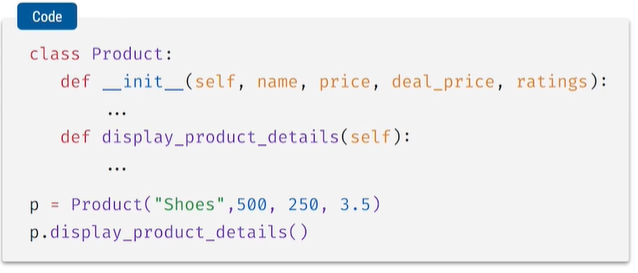 Code
class Product:
    def __init__(self, name, price, deal_price, ratings):
        ...
    def display_product_details(self):
        ...
p = Product("Shoes",500, 250, 3.5)
p.display_product_details()